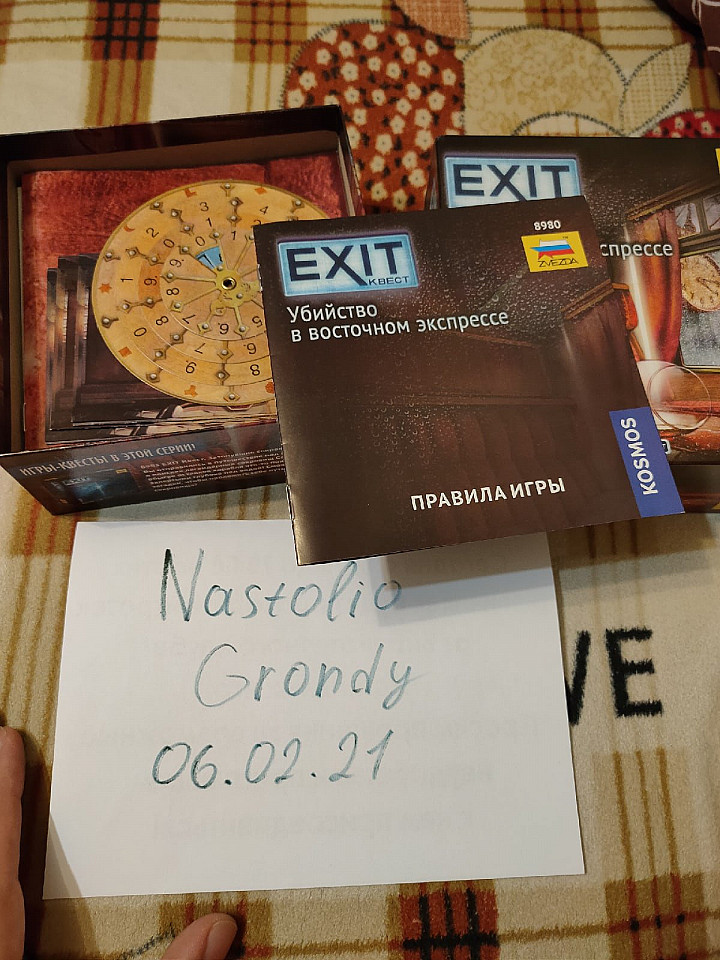 EXIT
спрессе
8980
ZVEZDA
EXIT
КВЕСТ
Убийство
в восточном экспрессе
KOSMOS
ПРАВИЛА ИГРЫ
ИГРЫ-КВЕСТЫ В ЭТОЙ СЕРИИ:
Nastolio
Grondy
06.02.21
VE